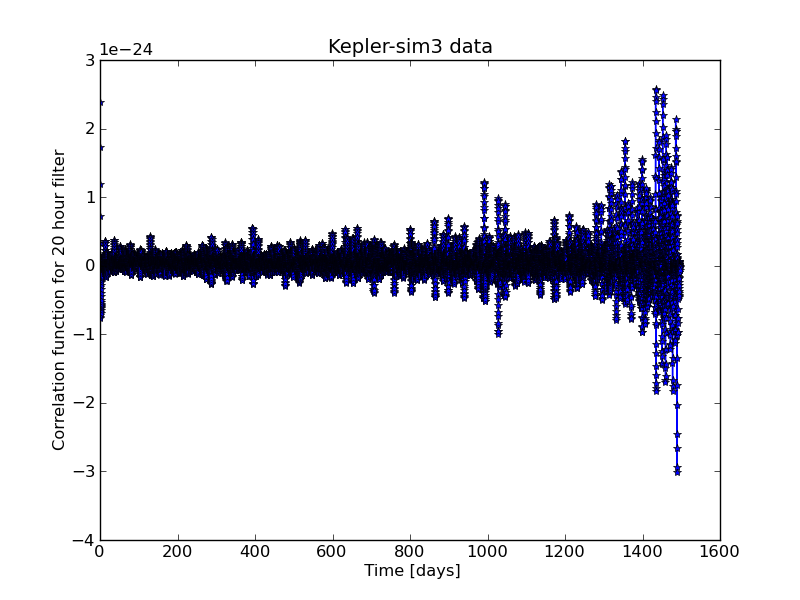 Kepler-sim3 data
1e−24
Correlation function for 20 hour filter
3
2
1
0
−1
−2
−3
−4
0 200 400 600 800 1000 1200 1400 1600
Time [days]